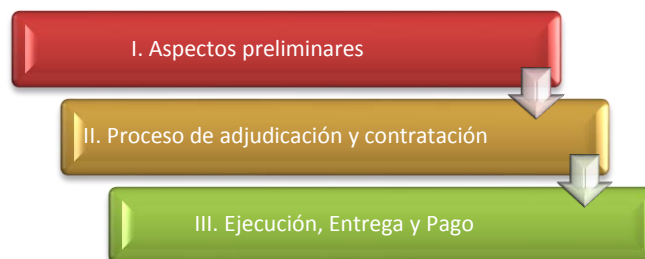 I. Aspectos preliminares
II. Proceso de adjudicación y contratación
III. Ejecución, Entrega y Pago